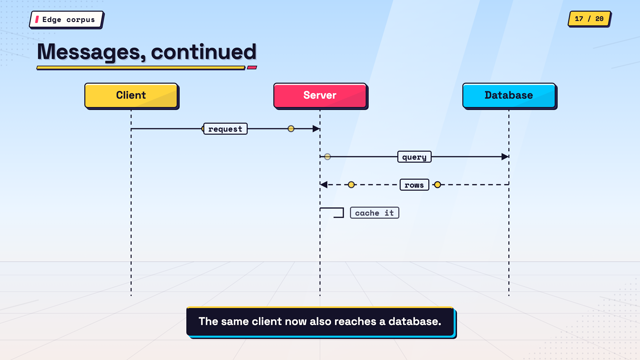 Edge corpus
17 / 20
Messages, continued
Client
Server
Database
request
query
rows
cache it
The same client now also reaches a database.